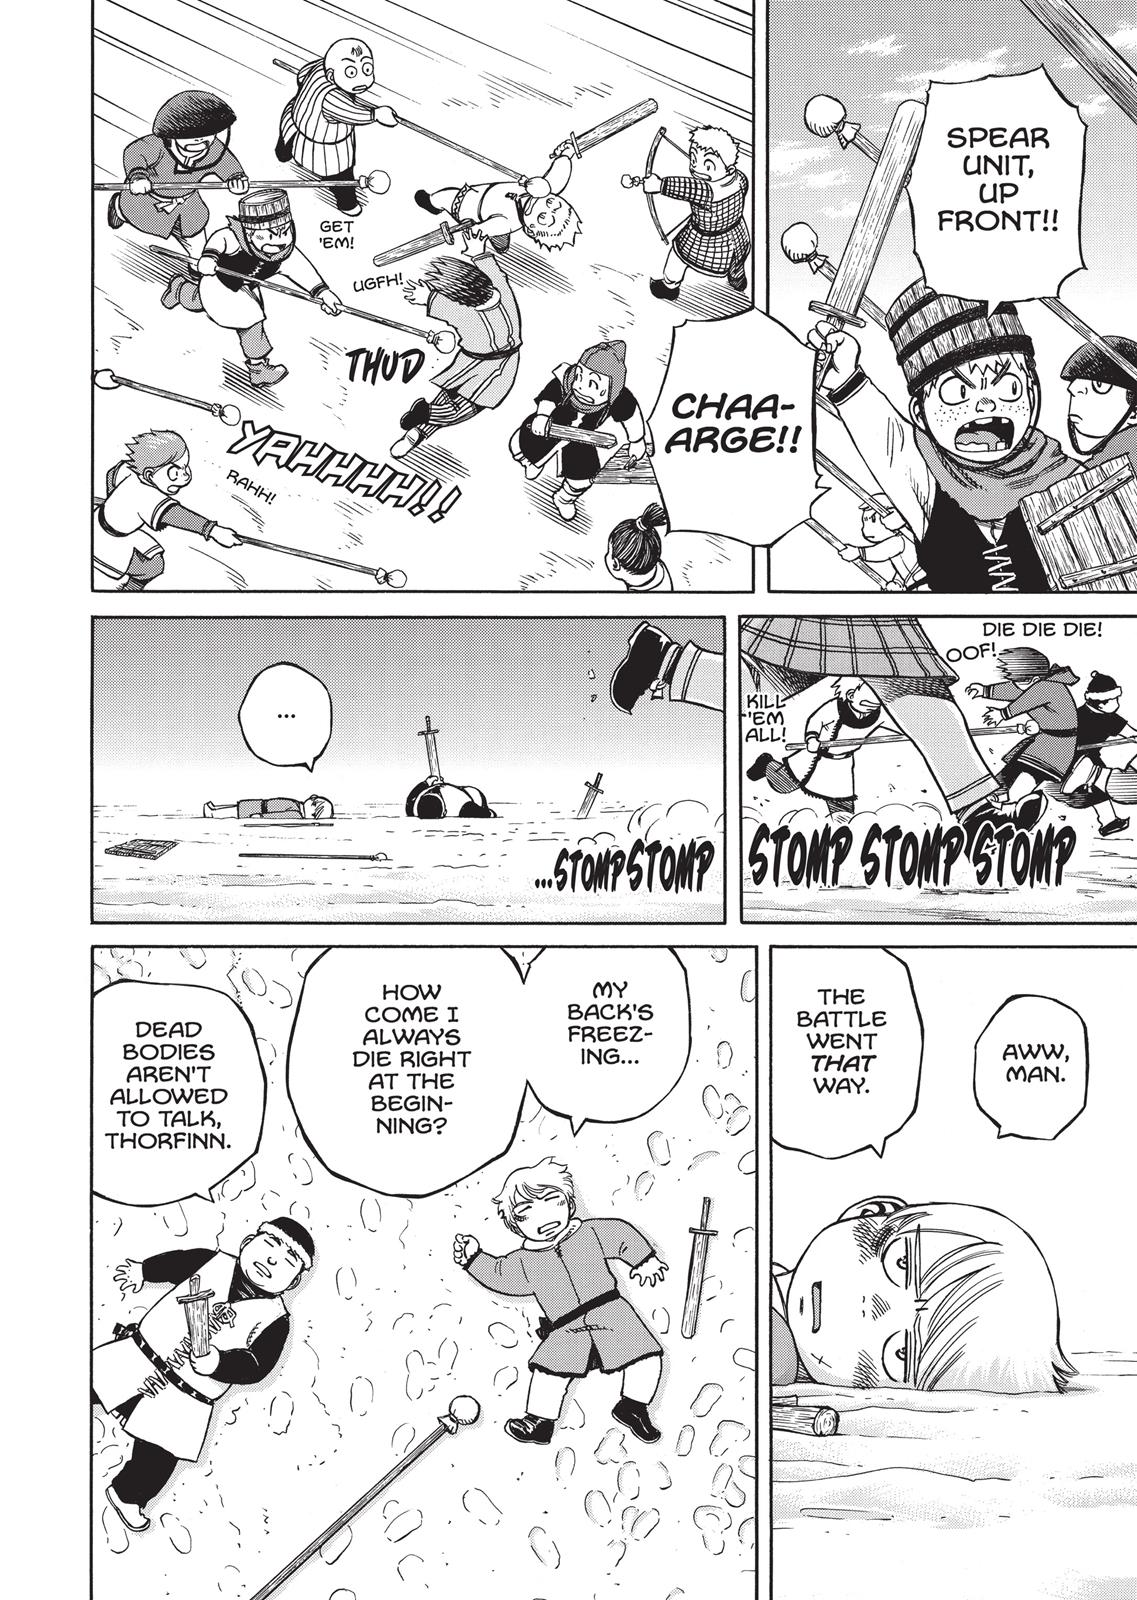 SPEAR
UNIT,
UP
FRONT!!
CHAA-
ARGE!!
GET
'EM!
UGFH!
THUD
YAHHHH!!
RAHH!
DIE DIE DIE!
OOF!
KILL
'EM
ALL!
STOMP STOMP STOMP
...STOMP STOMP
...
AWW,
MAN.
THE
BATTLE
WENT
THAT
WAY.
MY
BACK'S
FREEZ-
ING...
HOW
COME I
ALWAYS
DIE RIGHT
AT THE
BEGIN-
NING?
DEAD
BODIES
AREN'T
ALLOWED
TO TALK,
THORFINN.